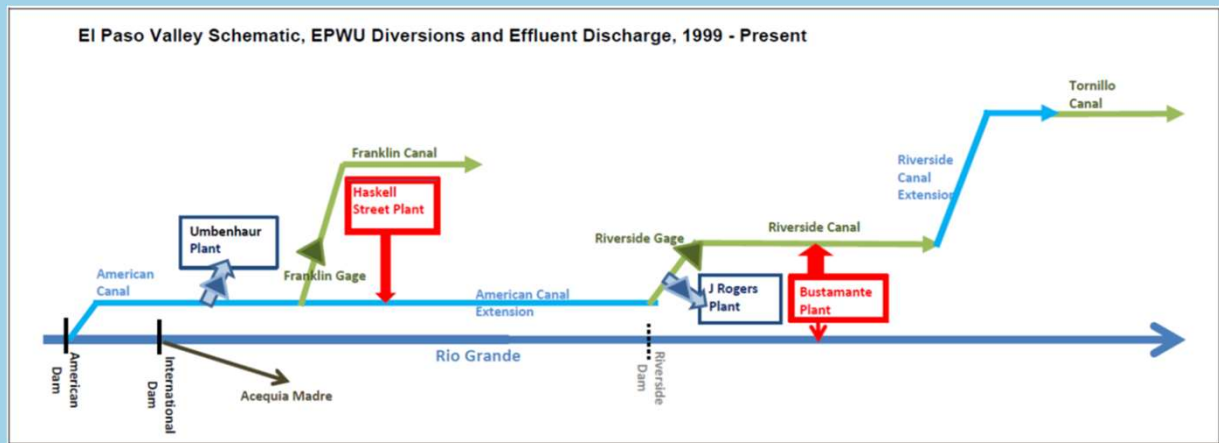 El Paso Valley Schematic, EPWU Diversions and Effluent Discharge, 1999 - Present
Tornillo
Canal
Franklin Canal
Riverside
Canal
Extension
Haskell
Street Plant
Umbenhaur
Plant
Riverside Gage
Riverside Canal
American
Canal
Franklin Gage
American Canal
Extension
J Rogers
Plant
Bustamante
Plant
Rio Grande
American
Dam
International
Dam
Riverside
Dam
Acequia Madre